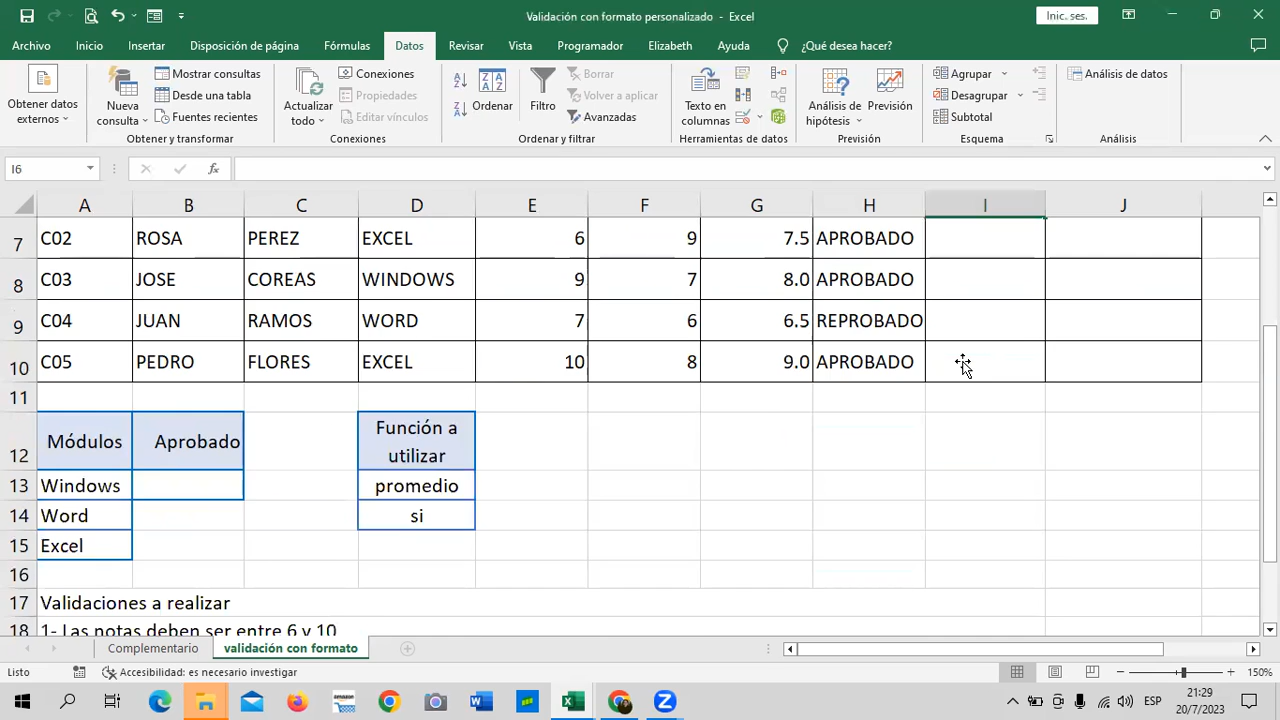 Validación con formato personalizado - Excel
Inic. ses.
Archivo Inicio Insertar Disposición de página Fórmulas Datos Revisar Vista Programador Elizabeth Ayuda ¿Qué desea hacer?
Obtener datos externos
Nueva consulta
Mostrar consultas
Desde una tabla
Fuentes recientes
Obtener y transformar
Actualizar todo
Conexiones
Propiedades
Editar vínculos
Conexiones
Ordenar
Filtro
Borrar
Volver a aplicar
Avanzadas
Ordenar y filtrar
Texto en columnas
Herramientas de datos
Análisis de hipótesis
Previsión
Previsión
Agrupar
Desagrupar
Subtotal
Esquema
Análisis de datos
Análisis
I6 fx
A B C D E F G H I J
7 C02 ROSA PEREZ EXCEL 6 9 7.5 APROBADO
8 C03 JOSE COREAS WINDOWS 9 7 8.0 APROBADO
9 C04 JUAN RAMOS WORD 7 6 6.5 REPROBADO
10 C05 PEDRO FLORES EXCEL 10 8 9.0 APROBADO
11
12 Módulos Aprobado Función a utilizar
13 Windows promedio
14 Word si
15 Excel
16
17 Validaciones a realizar
18 1- Las notas deben ser entre 6 y 10
Complementario validación con formato
Listo Accesibilidad: es necesario investigar 150%
ESP 21:29
20/7/2023